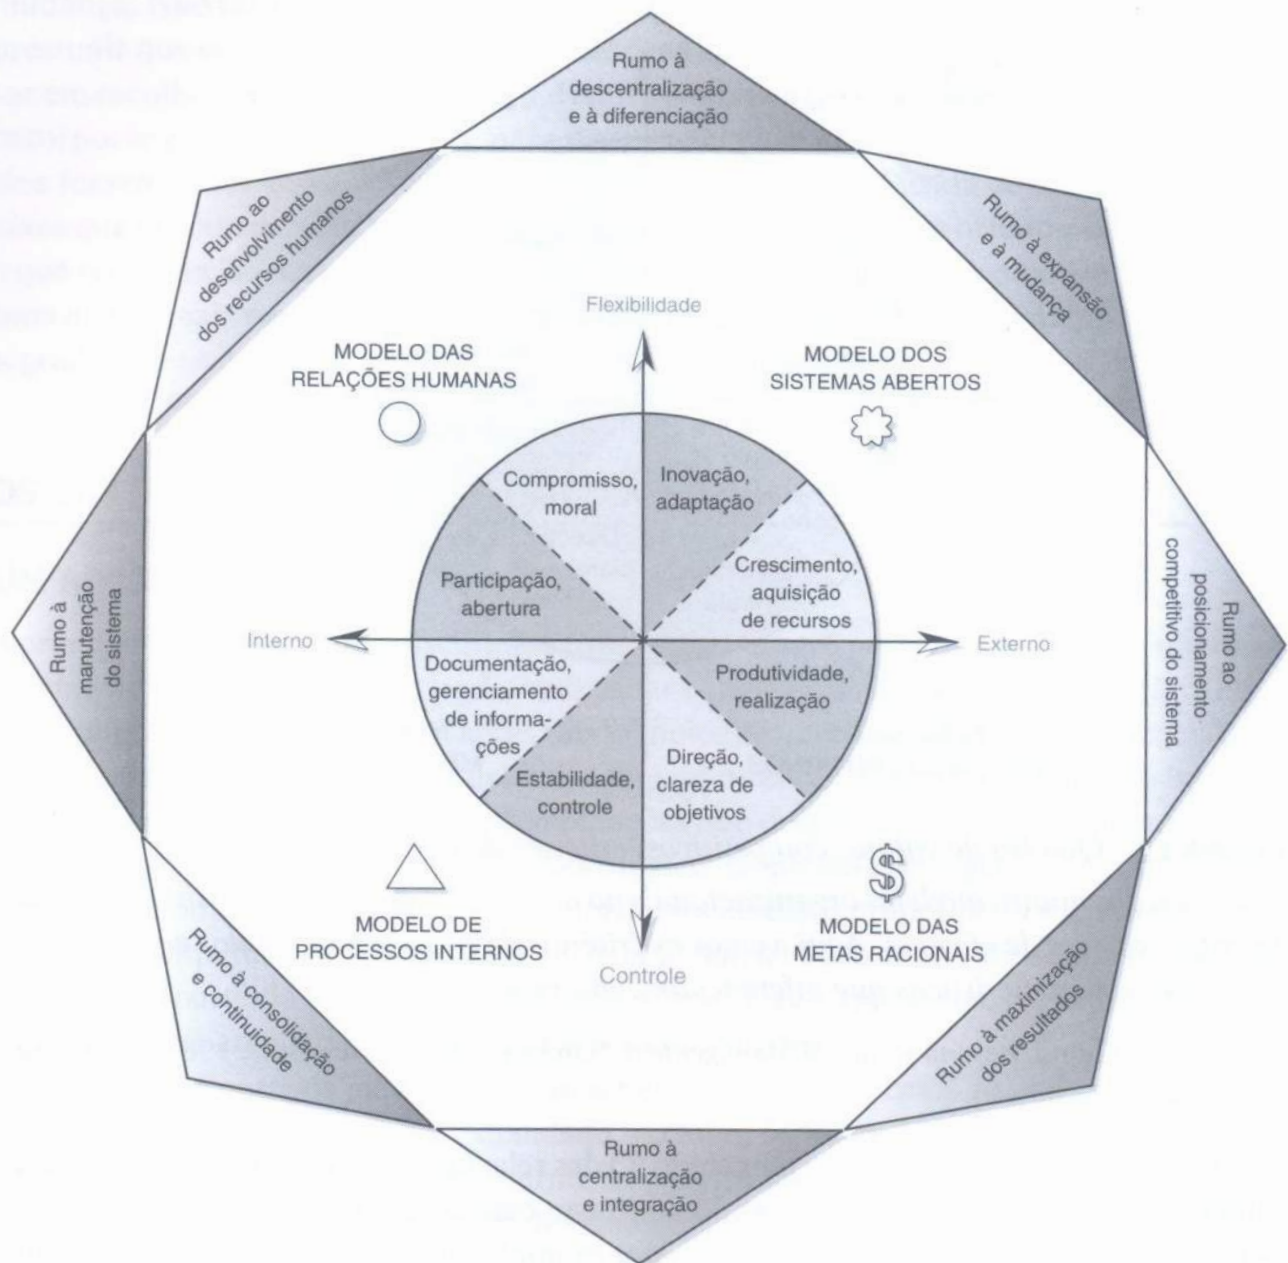 Rumo à
descentralização
e à diferenciação
Rumo ao
desenvolvimento
dos recursos humanos
Rumo à expansão
e à mudança
Flexibilidade
MODELO DAS
RELAÇÕES HUMANAS
MODELO DOS
SISTEMAS ABERTOS
Compromisso,
moral
Inovação,
adaptação
Participação,
abertura
Crescimento,
aquisição
de recursos
Rumo à
manutenção
do sistema
Interno
Externo
Rumo ao
posicionamento
competitivo do sistema
Documentação,
gerenciamento
de informa-
ções
Produtividade,
realização
Estabilidade,
controle
Direção,
clareza de
objetivos
$
MODELO DE
PROCESSOS INTERNOS
MODELO DAS
METAS RACIONAIS
Controle
Rumo à consolidação
e continuidade
Rumo à maximização
dos resultados
Rumo à
centralização
e integração